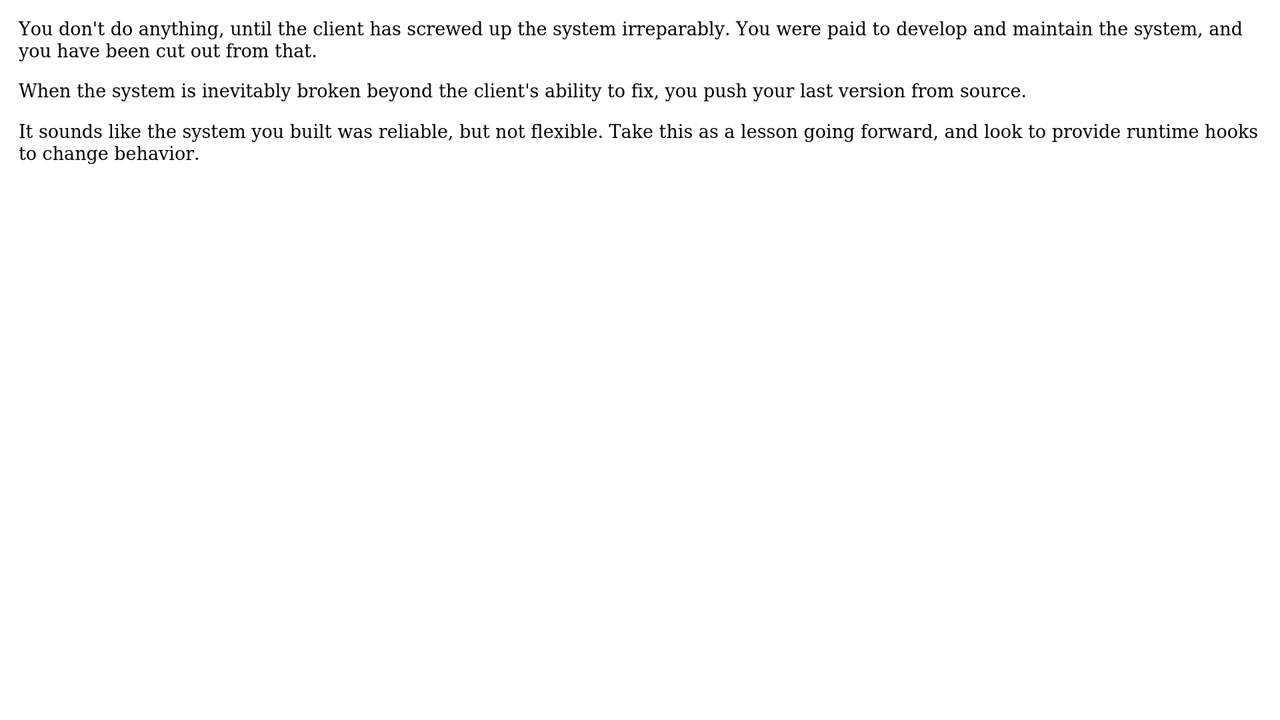 You don't do anything, until the client has screwed up the system irreparably. You were paid to develop and maintain the system, and
you have been cut out from that.
When the system is inevitably broken beyond the client's ability to fix, you push your last version from source.
It sounds like the system you built was reliable, but not flexible. Take this as a lesson going forward, and look to provide runtime hooks
to change behavior.